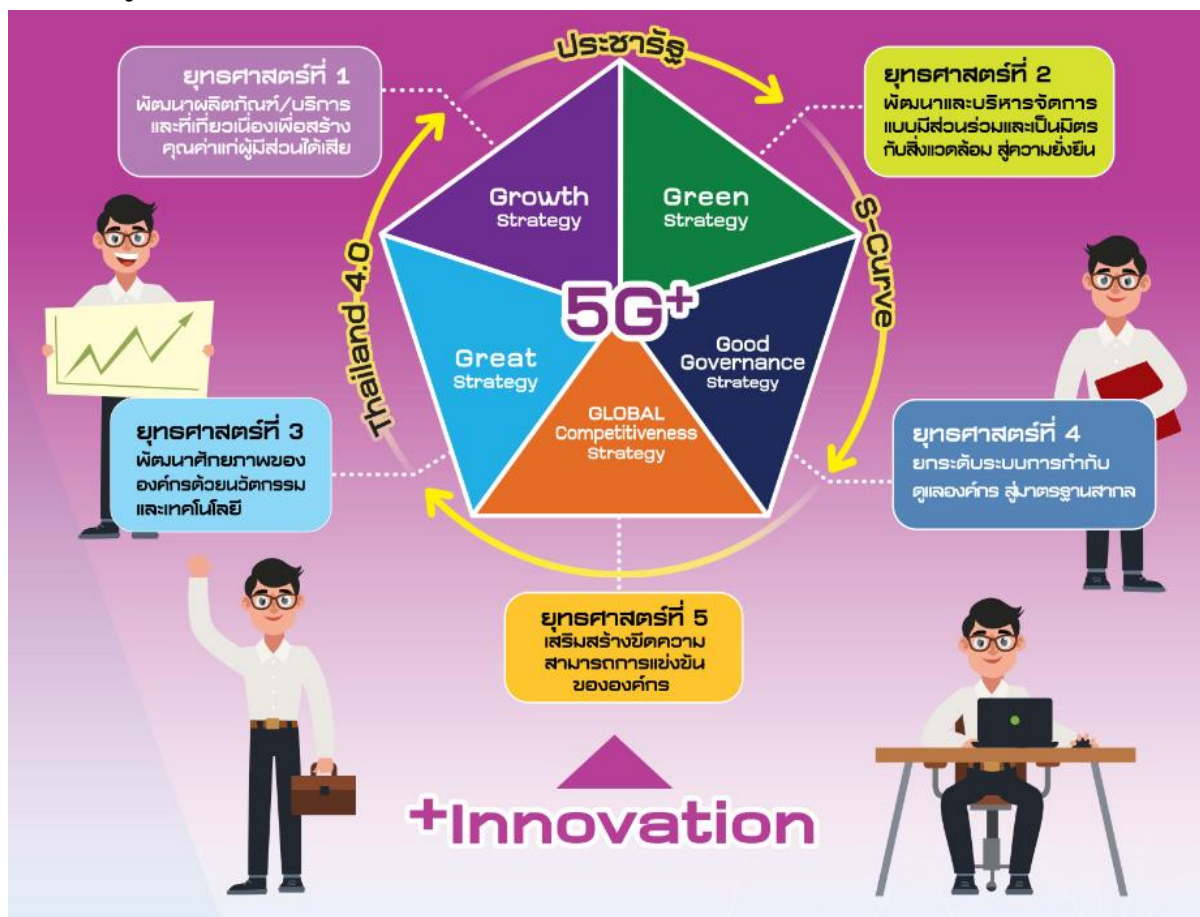 ประชารัฐ
ยุทธศาสตร์ที่ 1
พัฒนาผลิตภัณฑ์/บริการ
และที่เกี่ยวเนื่องเพื่อสร้าง
คุณค่าแก่ผู้มีส่วนได้เสีย
ยุทธศาสตร์ที่ 2
พัฒนาและบริหารจัดการ
แบบมีส่วนร่วมและเป็นมิตร
กับสิ่งแวดล้อม สู่ความยั่งยืน
Growth
Strategy
Green
Strategy
S-Curve
Thailand 4.0
5G+
Great
Strategy
Good
Governance
Strategy
GLOBAL
Competitiveness
Strategy
ยุทธศาสตร์ที่ 3
พัฒนาศักยภาพของ
องค์กรด้วยนวัตกรรม
และเทคโนโลยี
ยุทธศาสตร์ที่ 4
ยกระดับระบบการกำกับ
ดูแลองค์กร สู่มาตรฐานสากล
ยุทธศาสตร์ที่ 5
เสริมสร้างขีดความ
สามารถการแข่งขัน
ขององค์กร
+Innovation